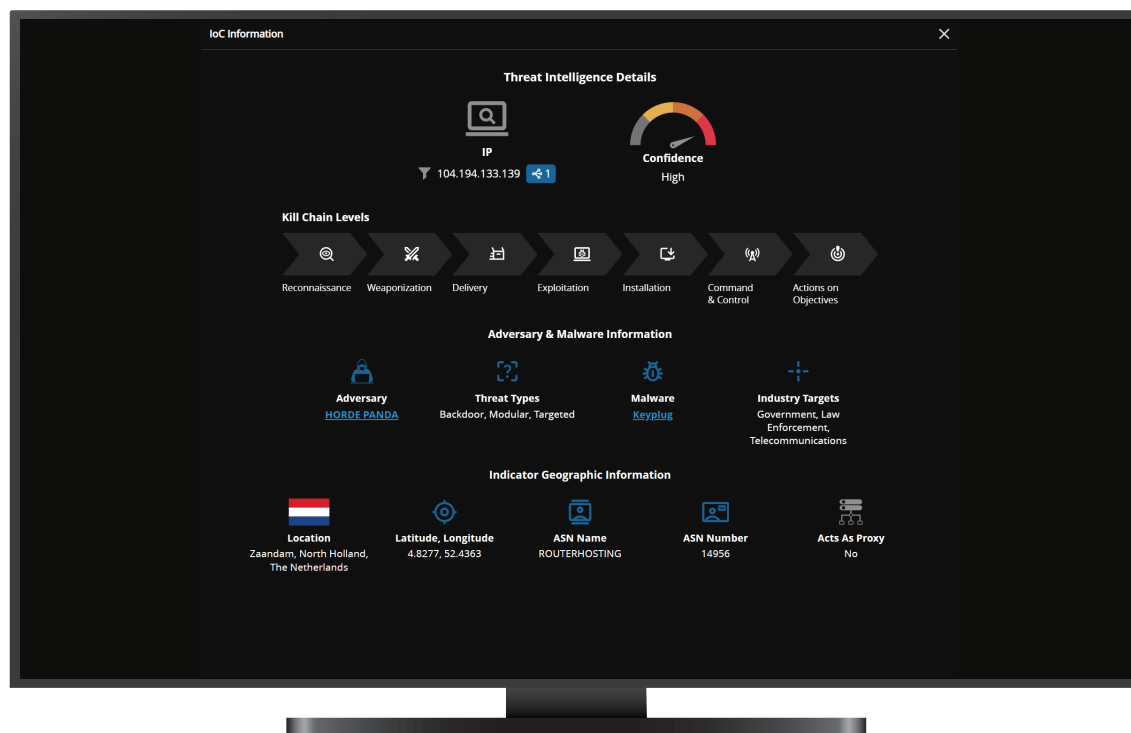 IoC Information
Threat Intelligence Details
IP
104.194.133.139 1
Confidence
High
Kill Chain Levels
Reconnaissance
Weaponization
Delivery
Exploitation
Installation
Command
& Control
Actions on
Objectives
Adversary & Malware Information
Adversary
HORDE PANDA
Threat Types
Backdoor, Modular, Targeted
Malware
Keyplug
Industry Targets
Government, Law
Enforcement,
Telecommunications
Indicator Geographic Information
Location
Zaandam, North Holland,
The Netherlands
Latitude, Longitude
4.8277, 52.4363
ASN Name
ROUTERHOSTING
ASN Number
14956
Acts As Proxy
No